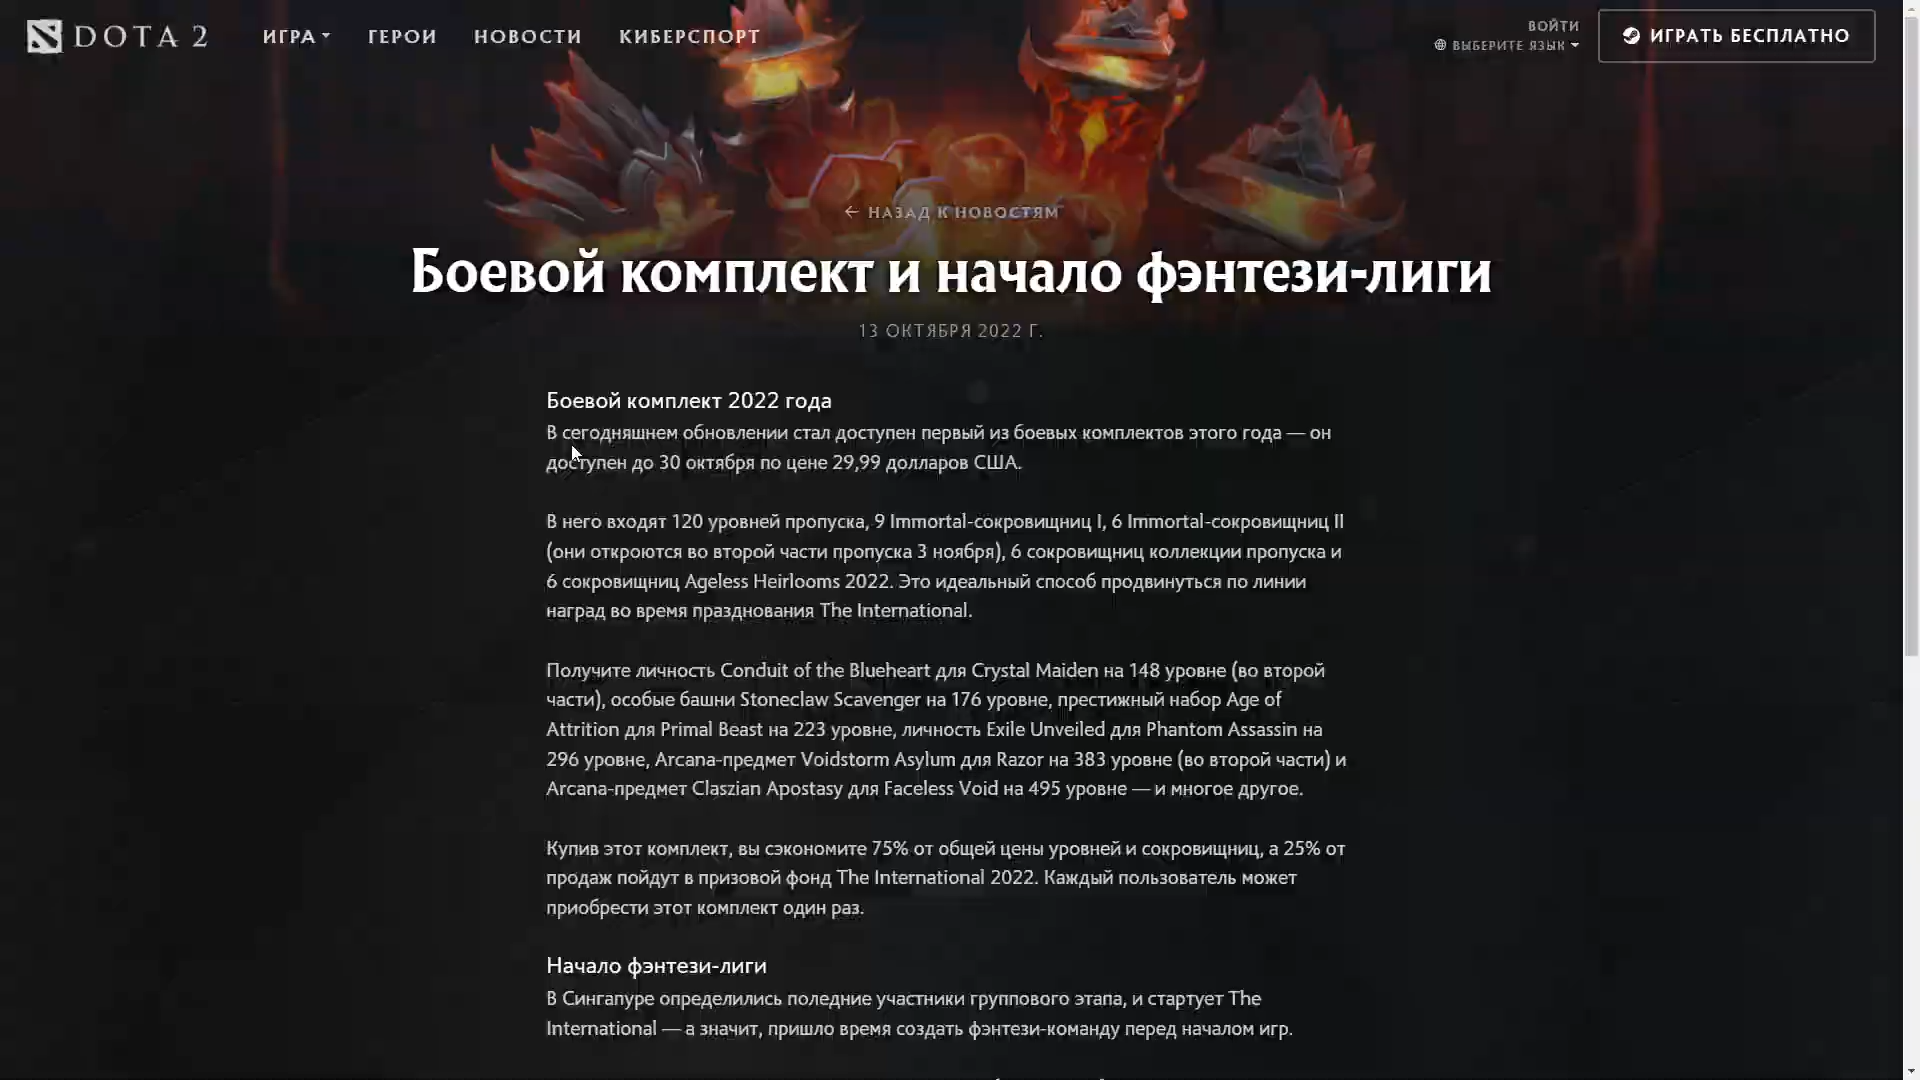 DOTA 2
ИГРА
ГЕРОИ
НОВОСТИ
КИБЕРСПОРТ
ВОЙТИ
ВЫБЕРИТЕ ЯЗЫК
ИГРАТЬ БЕСПЛАТНО
← НАЗАД К НОВОСТЯМ
Боевой комплект и начало фэнтези-лиги
13 ОКТЯБРЯ 2022 Г.
Боевой комплект 2022 года
В сегодняшнем обновлении стал доступен первый из боевых комплектов этого года — он
доступен до 30 октября по цене 29,99 долларов США.
В него входят 120 уровней пропуска, 9 Immortal-сокровищниц I, 6 Immortal-сокровищниц II
(они откроются во второй части пропуска 3 ноября), 6 сокровищниц коллекции пропуска и
6 сокровищниц Ageless Heirlooms 2022. Это идеальный способ продвинуться по линии
наград во время празднования The International.
Получите личность Conduit of the Blueheart для Crystal Maiden на 148 уровне (во второй
части), особые башни Stoneclaw Scavenger на 176 уровне, престижный набор Age of
Attrition для Primal Beast на 223 уровне, личность Exile Unveiled для Phantom Assassin на
296 уровне, Arcana-предмет Voidstorm Asylum для Razor на 383 уровне (во второй части) и
Arcana-предмет Claszian Apostasy для Faceless Void на 495 уровне — и многое другое.
Купив этот комплект, вы сэкономите 75% от общей цены уровней и сокровищниц, а 25% от
продаж пойдут в призовой фонд The International 2022. Каждый пользователь может
приобрести этот комплект один раз.
Начало фэнтези-лиги
В Сингапуре определились поледние участники группового этапа, и стартует The
International — а значит, пришло время создать фэнтези-команду перед началом игр.